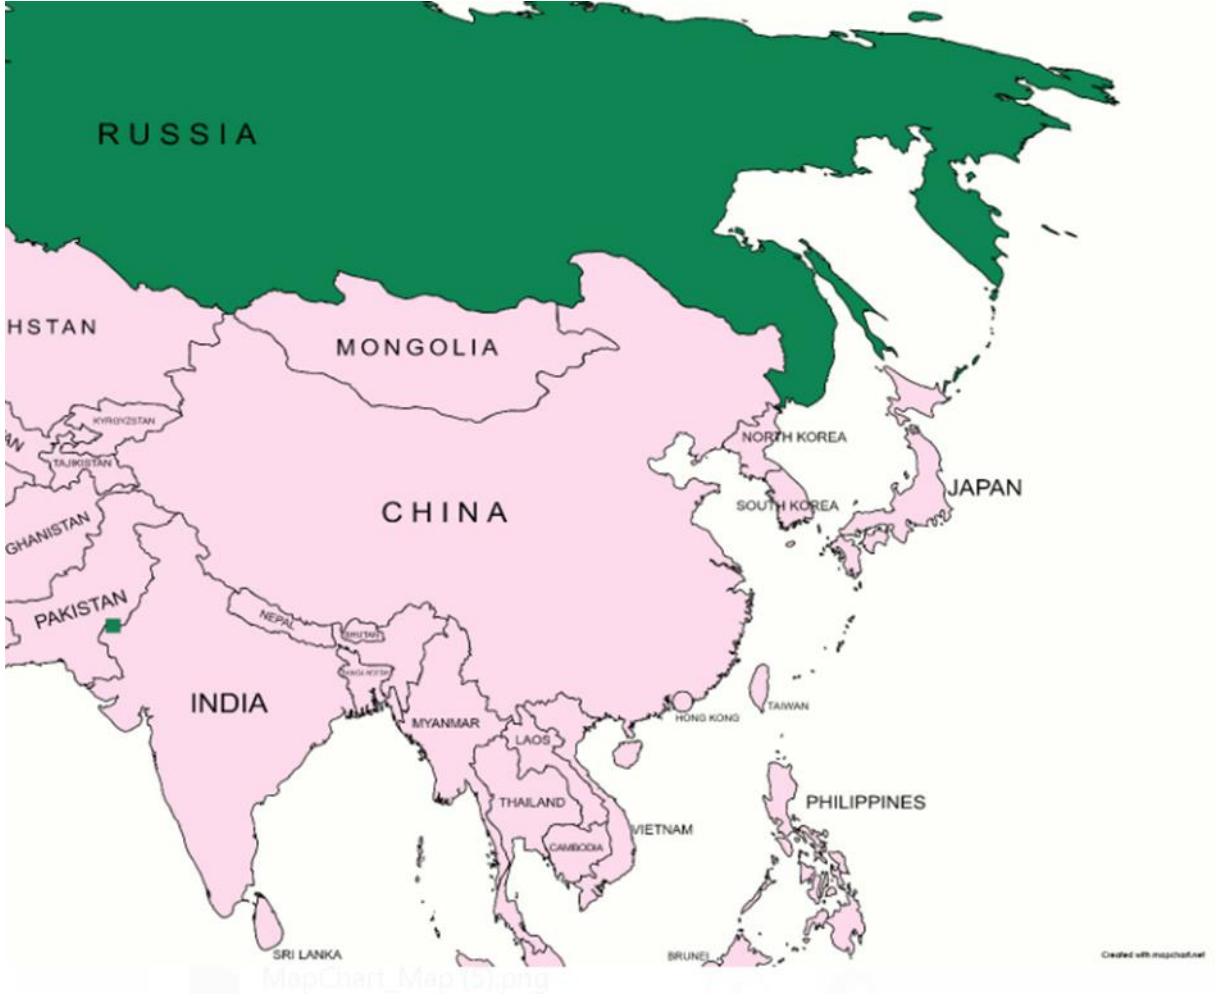 RUSSIA
HSTAN
MONGOLIA
KYRGYZSTAN
AN
TAJIKISTAN
NORTH KOREA
JAPAN
SOUTH KOREA
CHINA
GHANISTAN
PAKISTAN
NEPAL
BHUTAN
INDIA
TAIWAN
HONG KONG
MYANMAR
LAOS
THAILAND
PHILIPPINES
VIETNAM
CAMBODIA
SRI LANKA
BRUNEI
Created with mapchart.net
MapChart_Map (5).png